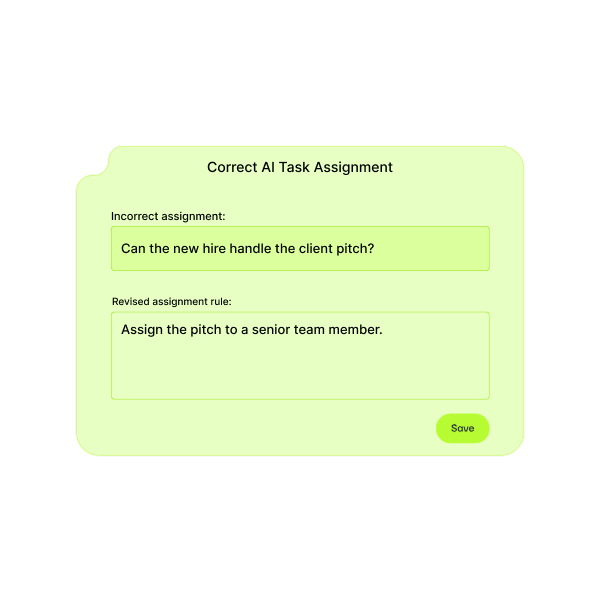 Correct AI Task Assignment
Incorrect assignment:
Can the new hire handle the client pitch?
Revised assignment rule:
Assign the pitch to a senior team member.
Save